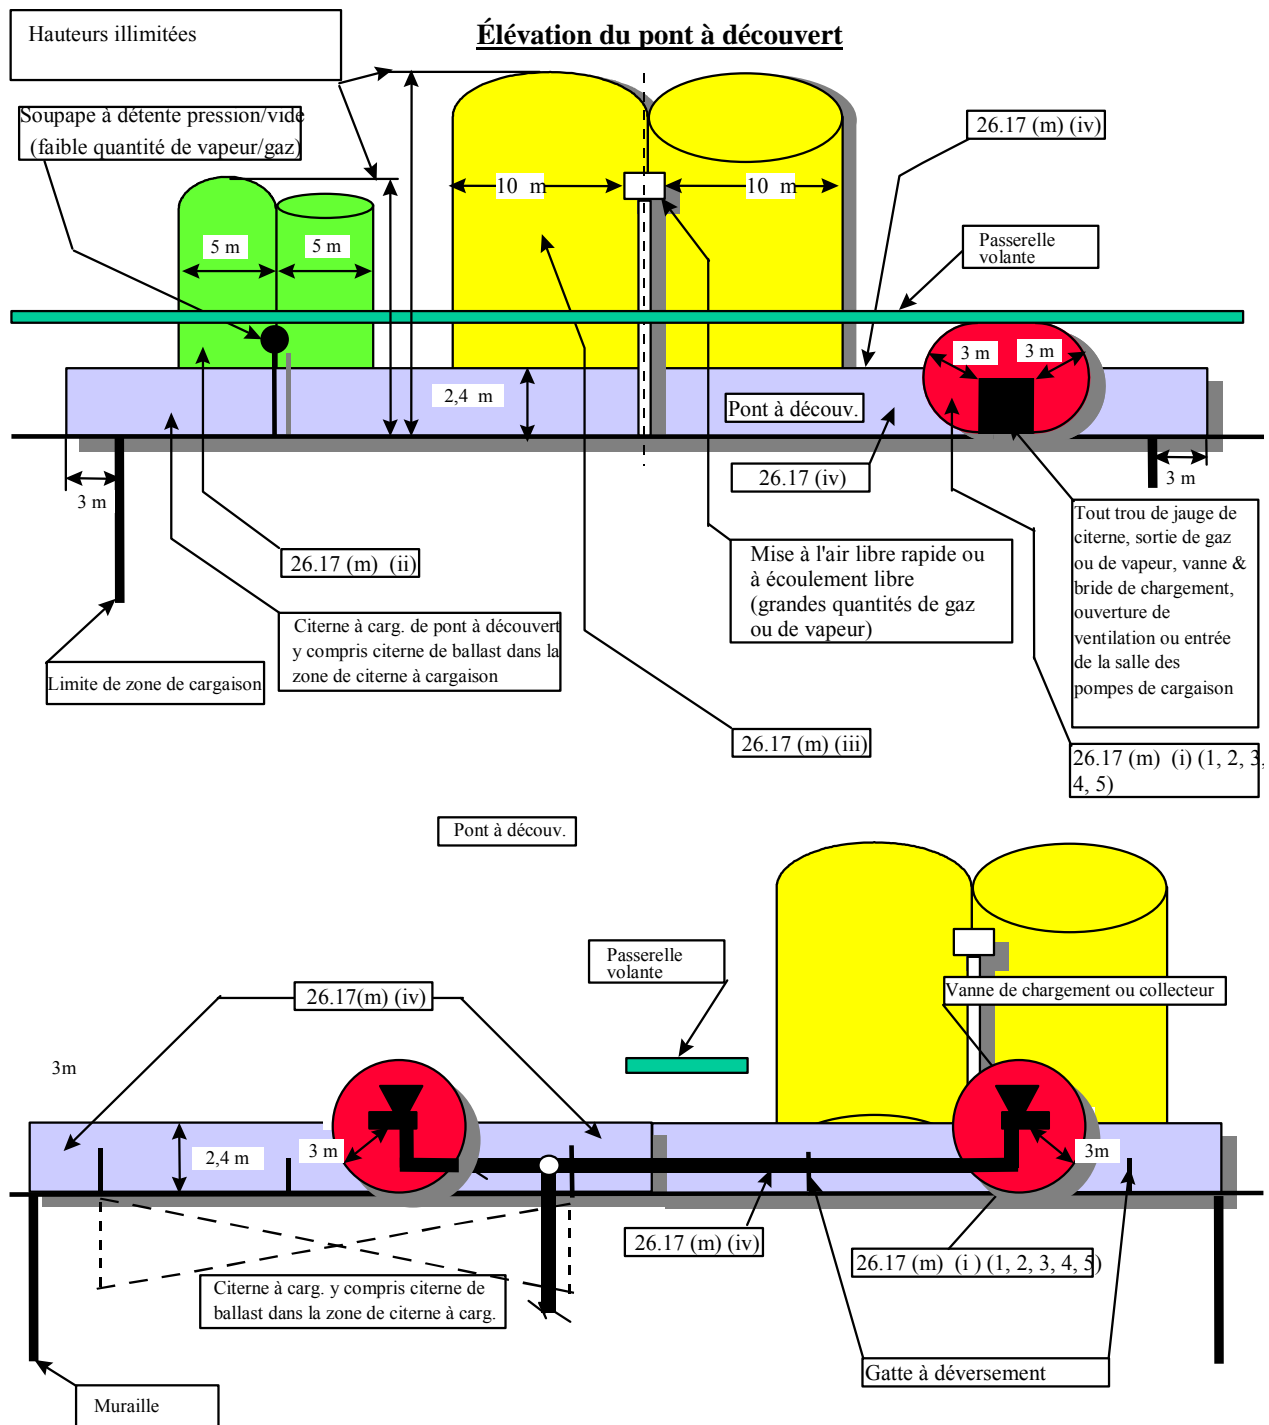 Élévation du pont à découvert
Hauteurs illimitées
Soupape à détente pression/vide
(faible quantité de vapeur/gaz)
26.17 (m) (iv)
10 m
10 m
Passerelle
volante
5 m
5 m
3 m
3 m
2,4 m
Pont à découv.
3 m
26.17 (iv)
3 m
26.17 (m) (ii)
Mise à l'air libre rapide ou
à écoulement libre
(grandes quantités de gaz
ou de vapeur)
Tout trou de jauge de
citerne, sortie de gaz
ou de vapeur, vanne &
bride de chargement,
ouverture de
ventilation ou entrée
de la salle des
pompes de cargaison
Citerne à carg. de pont à découvert
y compris citerne de ballast dans la
zone de citerne à cargaison
Limite de zone de cargaison
26.17 (m) (iii)
26.17 (m) (i) (1, 2, 3,
4, 5)
Pont à découv.
Passerelle
volante
26.17(m) (iv)
Vanne de chargement ou collecteur
3m
2,4 m
3 m
3m
26.17 (m) (iv)
26.17 (m) (i ) (1, 2, 3, 4, 5)
Citerne à carg. y compris citerne de
ballast dans la zone de citerne à carg.
Gatte à déversement
Muraille